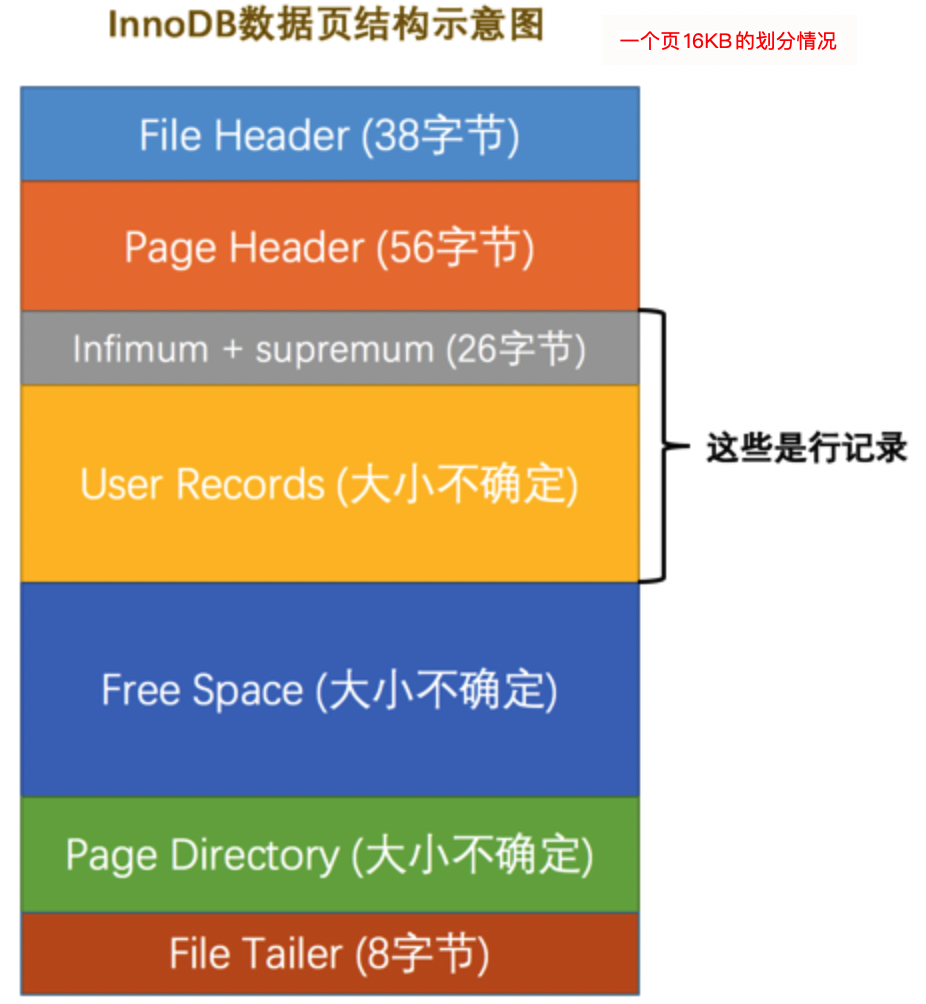 InnoDB数据页结构示意图
一个页16KB的划分情况
File Header (38字节)
Page Header (56字节)
Infimum + supremum (26字节)
User Records (大小不确定)
这些是行记录
Free Space (大小不确定)
Page Directory (大小不确定)
File Tailer (8字节)